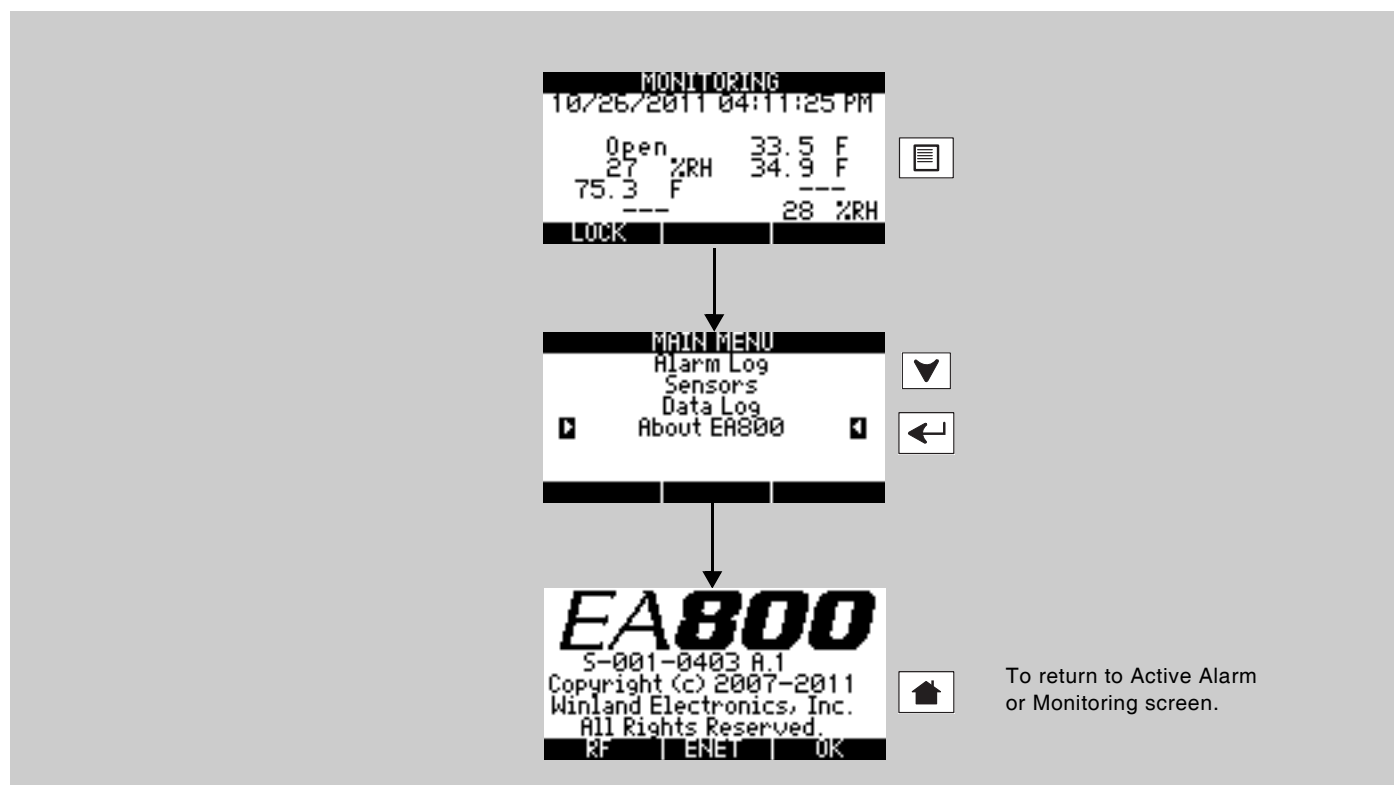 MONITORING
10/26/2011 04:11:25 PM
Open 33.5 F
27 %RH 34.9 F
75.3 F ---
--- 28 %RH
LOCK
MAIN MENU
Alarm Log
Sensors
Data Log
About EA800
EA800
S-001-0403 A.1
Copyright (c) 2007-2011
Winland Electronics, Inc.
All Rights Reserved.
RF ENET OK
To return to Active Alarm
or Monitoring screen.